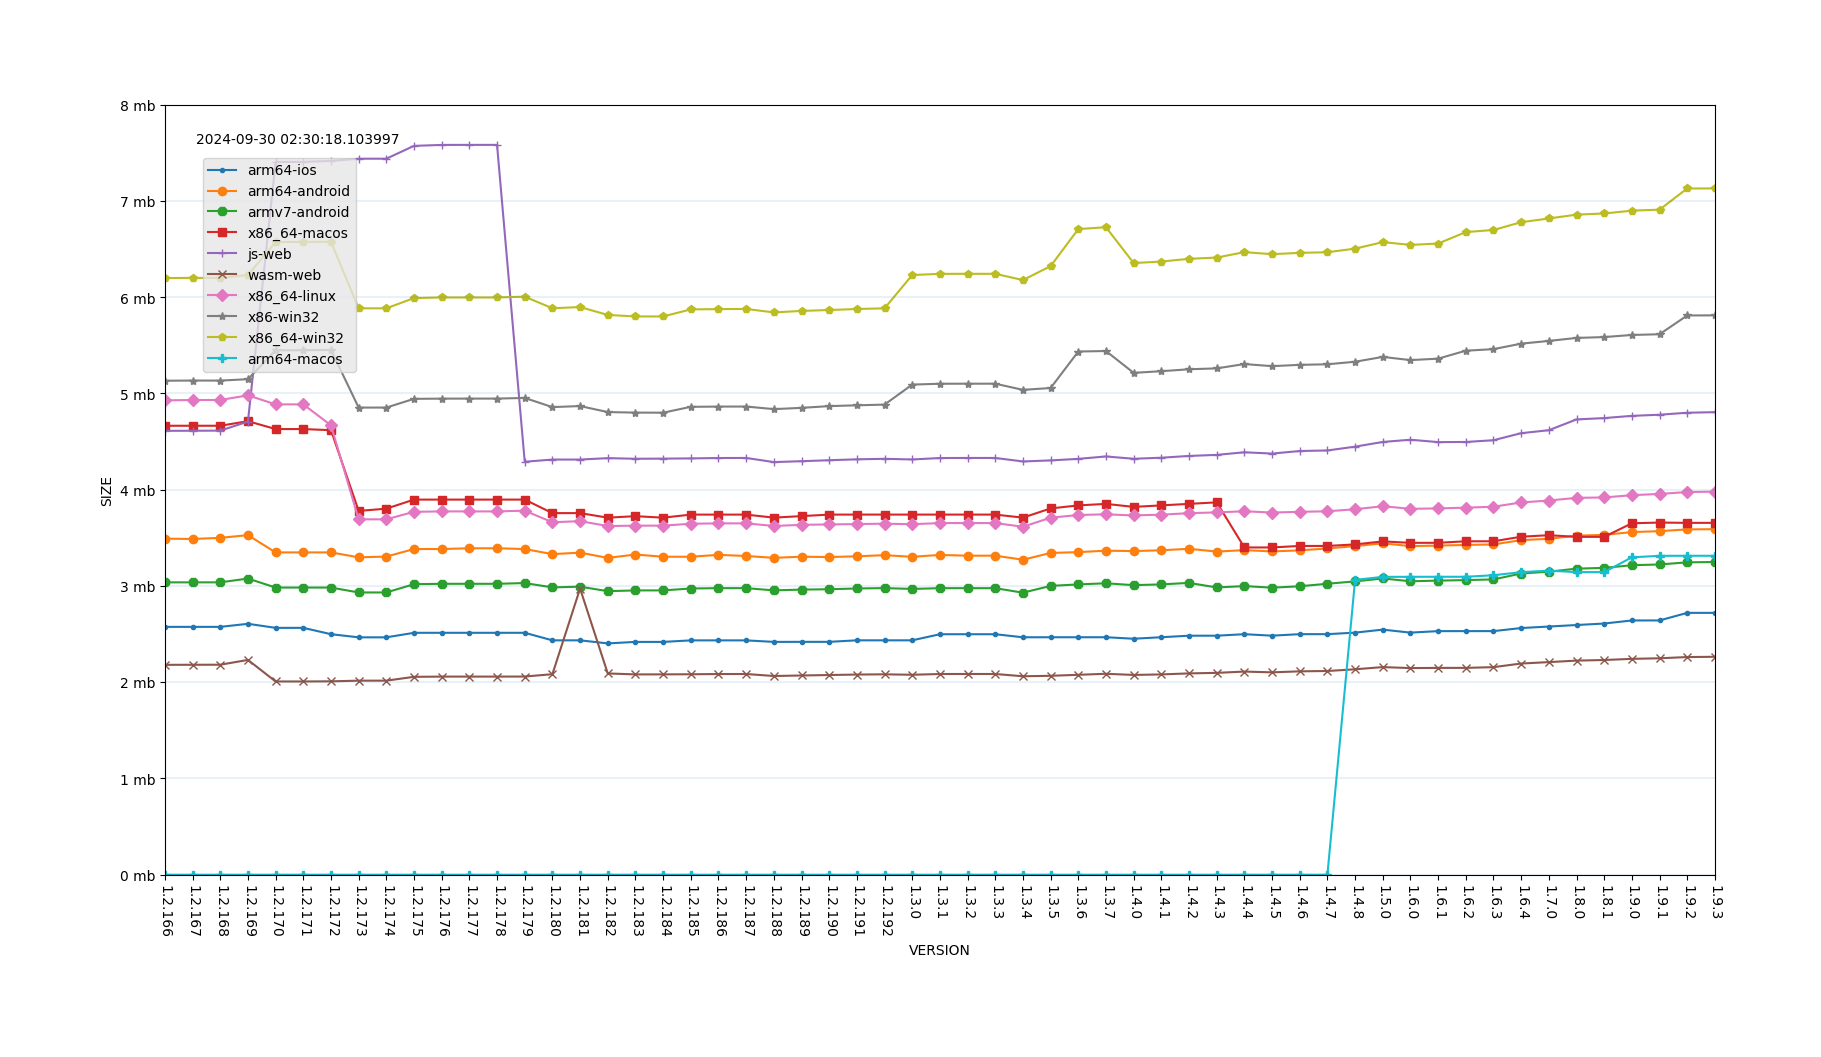 8 mb
7 mb
6 mb
5 mb
4 mb
3 mb
2 mb
1 mb
0 mb
SIZE
2024-09-30 02:30:18.103997
arm64-ios
arm64-android
armv7-android
x86_64-macos
js-web
wasm-web
x86_64-linux
x86-win32
x86_64-win32
arm64-macos
1.2.166
1.2.167
1.2.168
1.2.169
1.2.170
1.2.171
1.2.172
1.2.173
1.2.174
1.2.175
1.2.176
1.2.177
1.2.178
1.2.179
1.2.180
1.2.181
1.2.182
1.2.183
1.2.184
1.2.185
1.2.186
1.2.187
1.2.188
1.2.189
1.2.190
1.2.191
1.2.192
1.3.0
1.3.1
1.3.2
1.3.3
1.3.4
1.3.5
1.3.6
1.3.7
1.4.0
1.4.1
1.4.2
1.4.3
1.4.4
1.4.5
1.4.6
1.4.7
1.4.8
1.5.0
1.6.0
1.6.1
1.6.2
1.6.3
1.6.4
1.7.0
1.8.0
1.8.1
1.9.0
1.9.1
1.9.2
1.9.3
VERSION